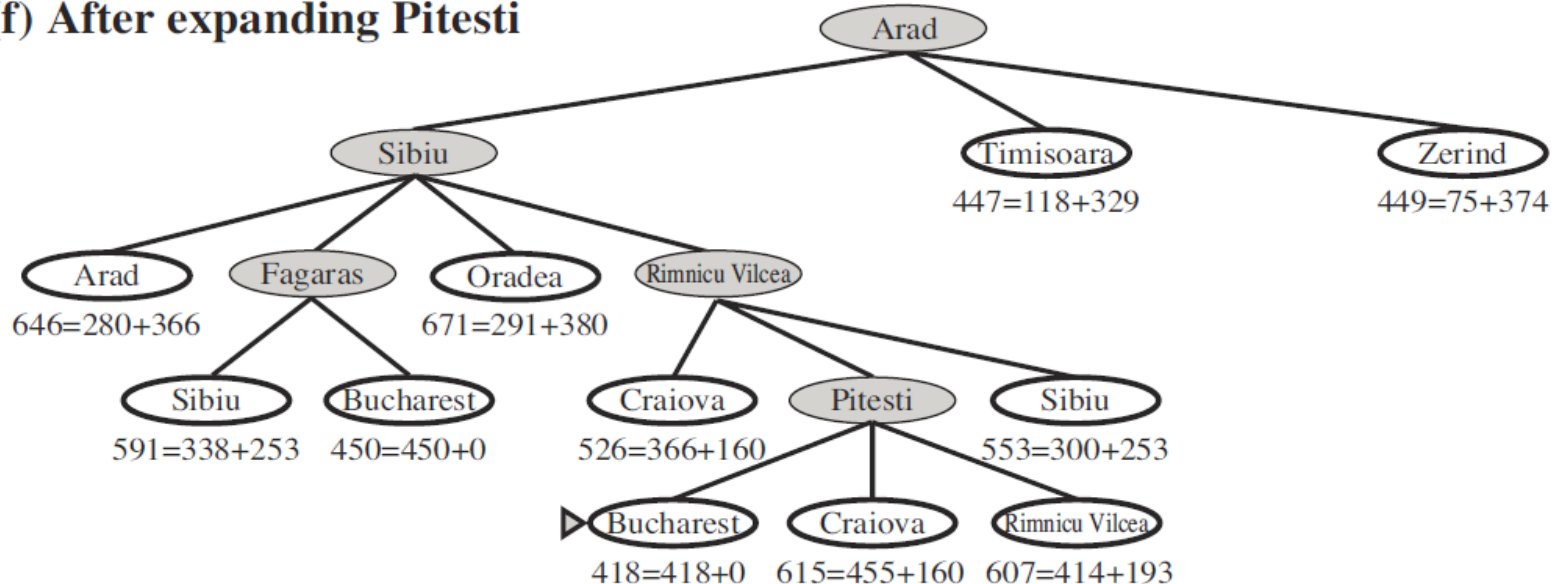 f) After expanding Pitesti
Arad
Sibiu
Timisoara
Zerind
447=118+329
449=75+374
Arad
Fagaras
Oradea
Rimnicu Vilcea
646=280+366
671=291+380
Sibiu
Bucharest
Craiova
Pitesti
Sibiu
591=338+253
450=450+0
526=366+160
553=300+253
Bucharest
Craiova
Rimnicu Vilcea
418=418+0
615=455+160
607=414+193